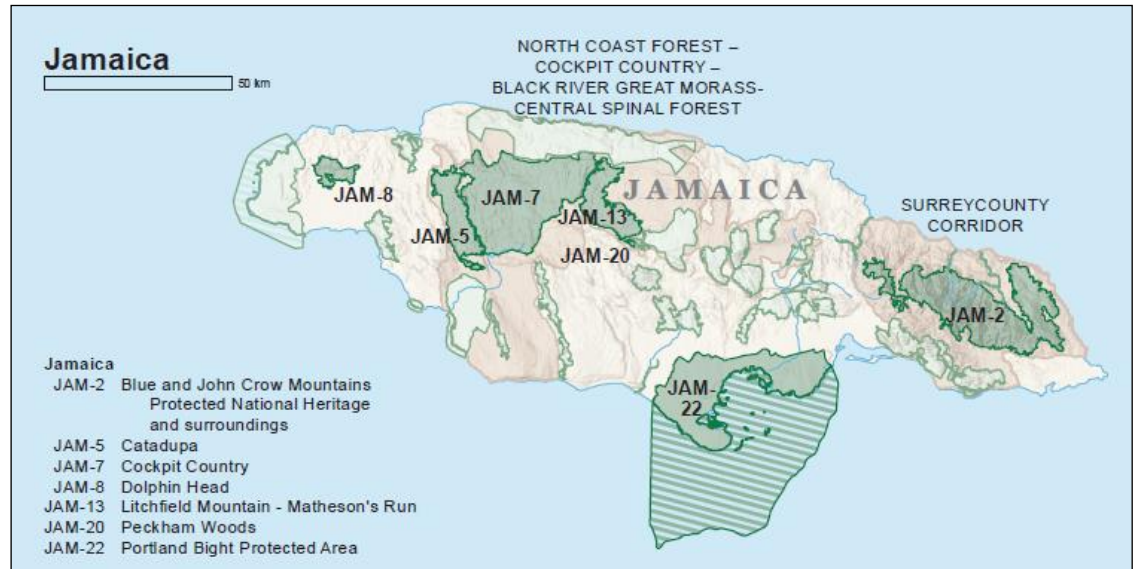 Jamaica
50 km
NORTH COAST FOREST –
COCKPIT COUNTRY –
BLACK RIVER GREAT MORASS-
CENTRAL SPINAL FOREST
JAMAICA
SURREYCOUNTY
CORRIDOR
JAM-8
JAM-7
JAM-13
JAM-5
JAM-20
JAM-2
JAM-
22
Jamaica
JAM-2 Blue and John Crow Mountains
Protected National Heritage
and surroundings
JAM-5 Catadupa
JAM-7 Cockpit Country
JAM-8 Dolphin Head
JAM-13 Litchfield Mountain - Matheson's Run
JAM-20 Peckham Woods
JAM-22 Portland Bight Protected Area